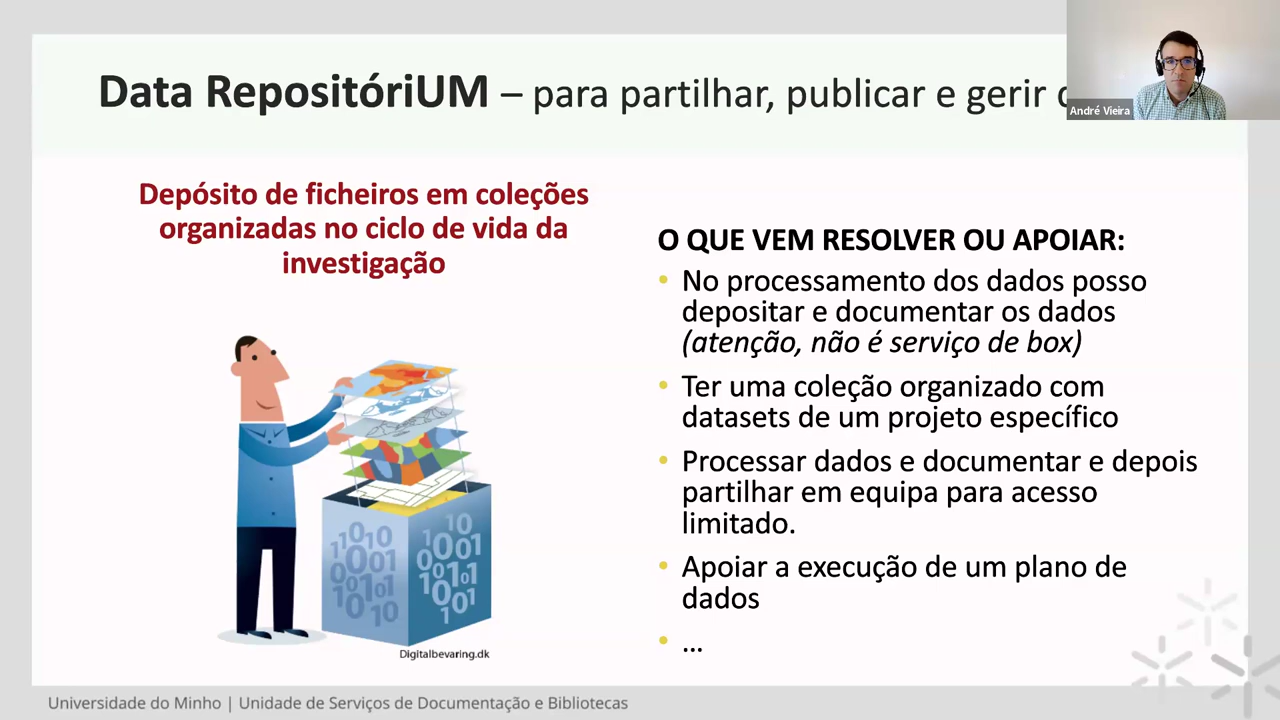 Data RepositóriUM – para partilhar, publicar e gerir
André Vieira
Depósito de ficheiros em coleções
organizadas no ciclo de vida da
investigação
O QUE VEM RESOLVER OU APOIAR:
• No processamento dos dados posso
depositar e documentar os dados
(atenção, não é serviço de box)
• Ter uma coleção organizado com
datasets de um projeto específico
• Processar dados e documentar e depois
partilhar em equipa para acesso
limitado.
• Apoiar a execução de um plano de
dados
• ...
Digitalbevaring.dk
Universidade do Minho | Unidade de Serviços de Documentação e Bibliotecas